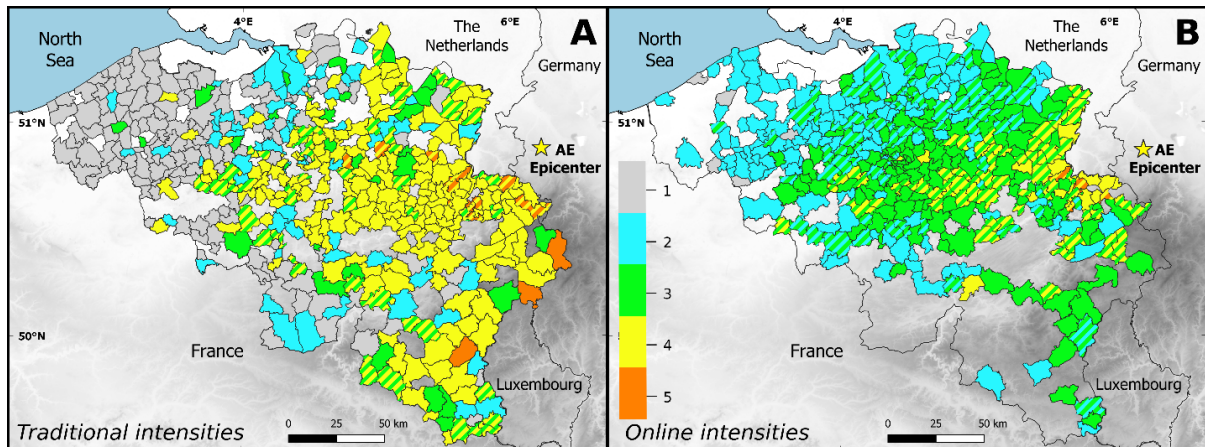 4°E
6°E
North
Sea
The
Netherlands
A
Germany
51°N
AE
Epicenter
50°N
France
Luxembourg
0
25
50 km
Traditional intensities
1
2
3
4
5
4°E
6°E
North
Sea
The
Netherlands
B
Germany
51°N
AE
Epicenter
50°N
France
Luxembourg
0
25
50 km
Online intensities